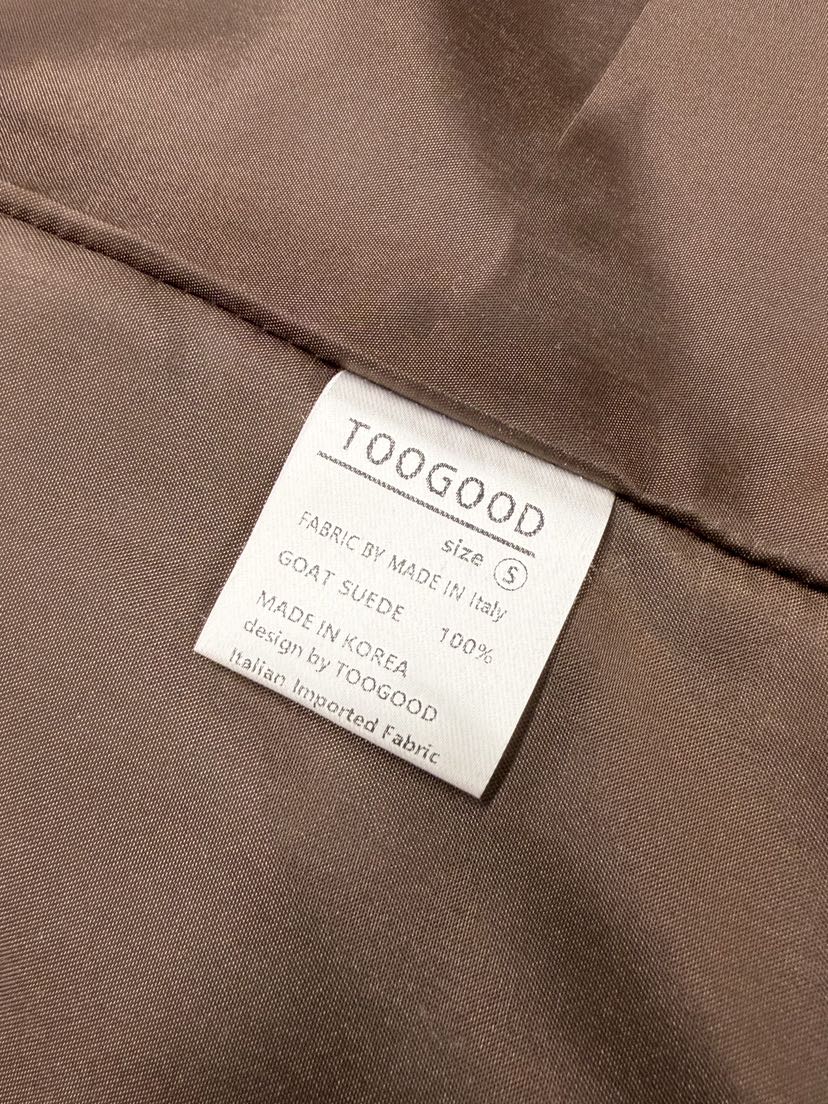 TOOGOOD
size S
FABRIC BY MADE IN Italy
GOAT SUEDE 100%
MADE IN KOREA
design by TOOGOOD
Italian Imported Fabric